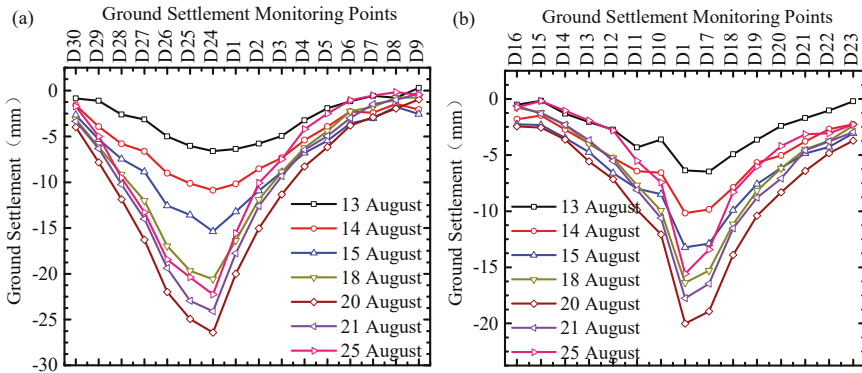 (a) Ground Settlement Monitoring Points
D30 D29 D28 D27 D26 D25 D24 D1 D2 D3 D4 D5 D6 D7 D8 D9
Ground Settlement (mm)
0
-5
-10
-15
-20
-25
-30
13 August
14 August
15 August
18 August
20 August
21 August
25 August
(b) Ground Settlement Monitoring Points
D16 D15 D14 D13 D12 D11 D10 D1 D17 D18 D19 D20 D21 D22 D23
Ground Settlement (mm)
0
-5
-10
-15
-20
13 August
14 August
15 August
18 August
20 August
21 August
25 August